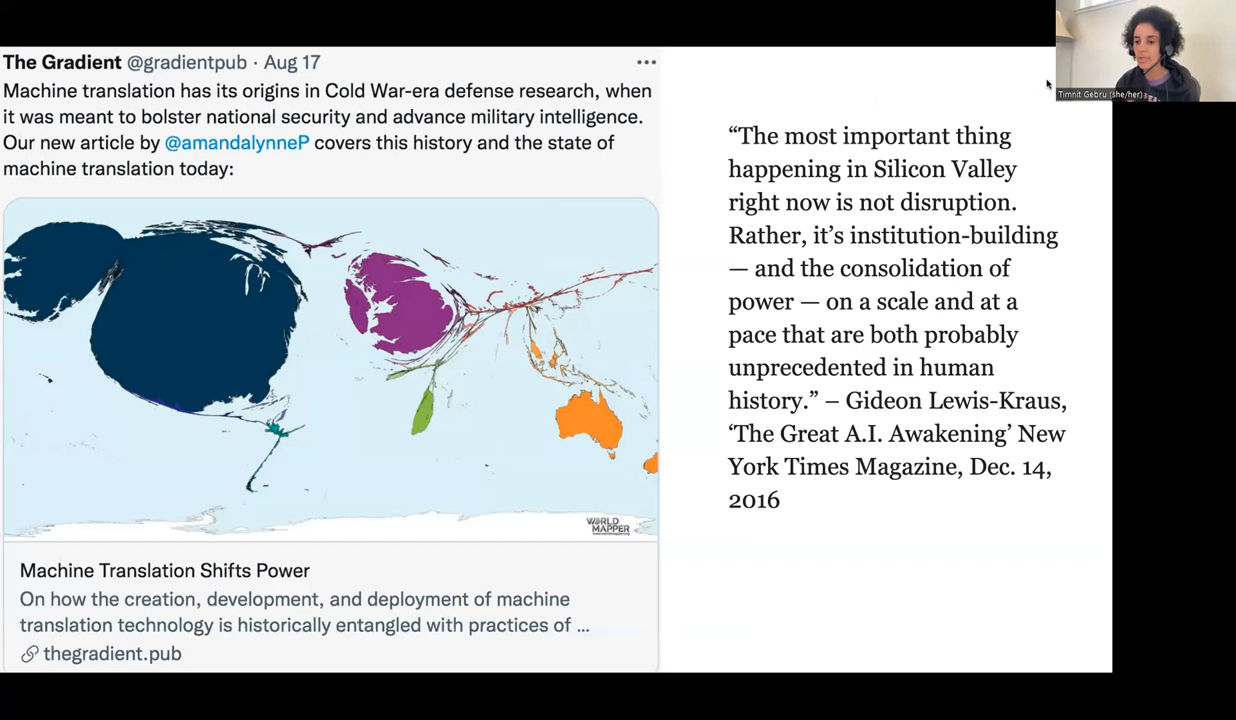 The Gradient @gradientpub · Aug 17 •••
Machine translation has its origins in Cold War-era defense research, when
it was meant to bolster national security and advance military intelligence.
Our new article by @amandalynneP covers this history and the state of
machine translation today:
WORLD
MAPPER
Machine Translation Shifts Power
On how the creation, development, and deployment of machine
translation technology is historically entangled with practices of ...
thegradient.pub
“The most important thing
happening in Silicon Valley
right now is not disruption.
Rather, it’s institution-building
— and the consolidation of
power — on a scale and at a
pace that are both probably
unprecedented in human
history.” – Gideon Lewis-Kraus,
‘The Great A.I. Awakening’ New
York Times Magazine, Dec. 14,
2016
Timnit Gebru (she/her)